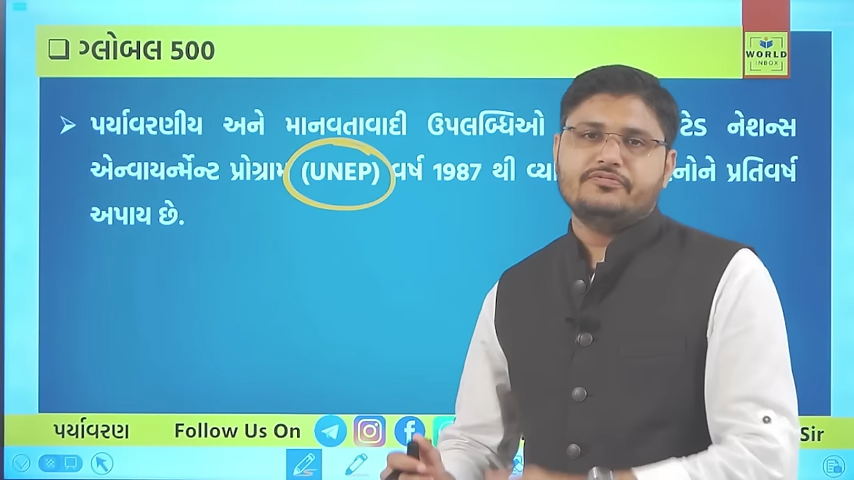 ગ્લોબલ 500
WORLD
INBOX
પર્યાવરણીય અને માનવતાવાદી ઉપલબ્ધિઓ નેશન્સ
એન્વાયર્ન્મેન્ટ પ્રોગ્રામ (UNEP) વર્ષ 1987 થી પ્રતિવર્ષ
અપાય છે.
પર્યાવરણ Follow Us On Sir